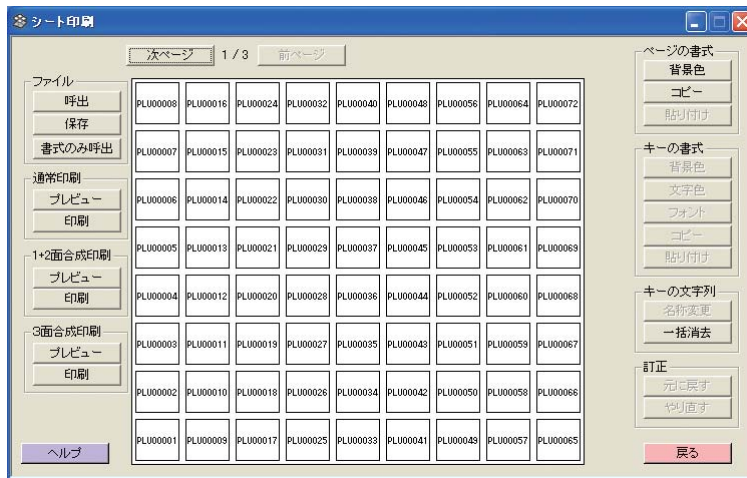 シート印刷
次ページ 1 / 3 前ページ
ファイル
呼出
保存
書式のみ呼出
通常印刷
プレビュー
印刷
1+2面合成印刷
プレビュー
印刷
3面合成印刷
プレビュー
印刷
ヘルプ
PLU00008 PLU00016 PLU00024 PLU00032 PLU00040 PLU00048 PLU00056 PLU00064 PLU00072
PLU00007 PLU00015 PLU00023 PLU00031 PLU00039 PLU00047 PLU00055 PLU00063 PLU00071
PLU00006 PLU00014 PLU00022 PLU00030 PLU00038 PLU00046 PLU00054 PLU00062 PLU00070
PLU00005 PLU00013 PLU00021 PLU00029 PLU00037 PLU00045 PLU00053 PLU00061 PLU00069
PLU00004 PLU00012 PLU00020 PLU00028 PLU00036 PLU00044 PLU00052 PLU00060 PLU00068
PLU00003 PLU00011 PLU00019 PLU00027 PLU00035 PLU00043 PLU00051 PLU00059 PLU00067
PLU00002 PLU00010 PLU00018 PLU00026 PLU00034 PLU00042 PLU00050 PLU00058 PLU00066
PLU00001 PLU00009 PLU00017 PLU00025 PLU00033 PLU00041 PLU00049 PLU00057 PLU00065
ページの書式
背景色
コピー
貼り付け
キーの書式
背景色
文字色
フォント
コピー
貼り付け
キーの文字列
名称変更
一括消去
訂正
元に戻す
やり直す
戻る